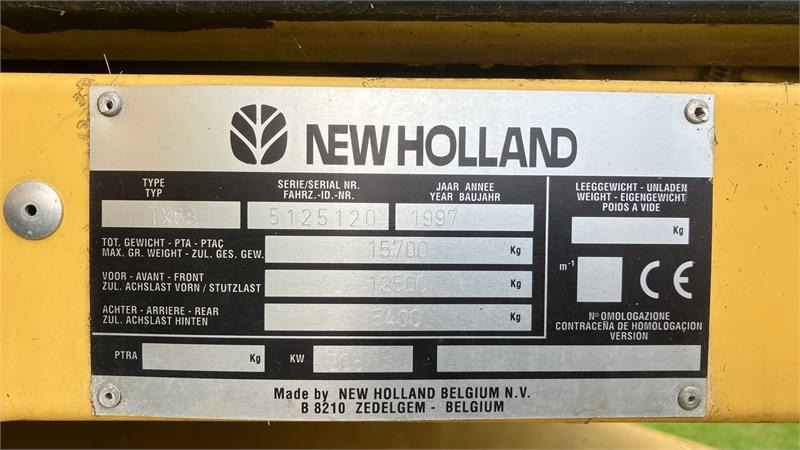 NEW HOLLAND
TYPE
TYP
SERIE/SERIAL NR.
FAHRZ.-ID.-NR.
JAAR ANNEE
YEAR BAUJAHR
LEEGGEWICHT - UNLADEN
WEIGHT - EIGENGEWICHT
POIDS A VIDE
TX68 5125120 1997
Kg
TOT. GEWICHT - PTA - PTAC
MAX. GR. WEIGHT - ZUL. GES. GEW.
15700 Kg
VOOR - AVANT - FRONT
ZUL. ACHSLAST VORN / STUTZLAST
12500 Kg
m-1
CE
ACHTER - ARRIERE - REAR
ZUL. ACHSLAST HINTEN
5400 Kg
Nº OMOLOGAZIONE
CONTRACEÑA DE HOMOLOGAÇION
VERSION
PTRA Kg KW
Made by NEW HOLLAND BELGIUM N.V.
B 8210 ZEDELGEM - BELGIUM